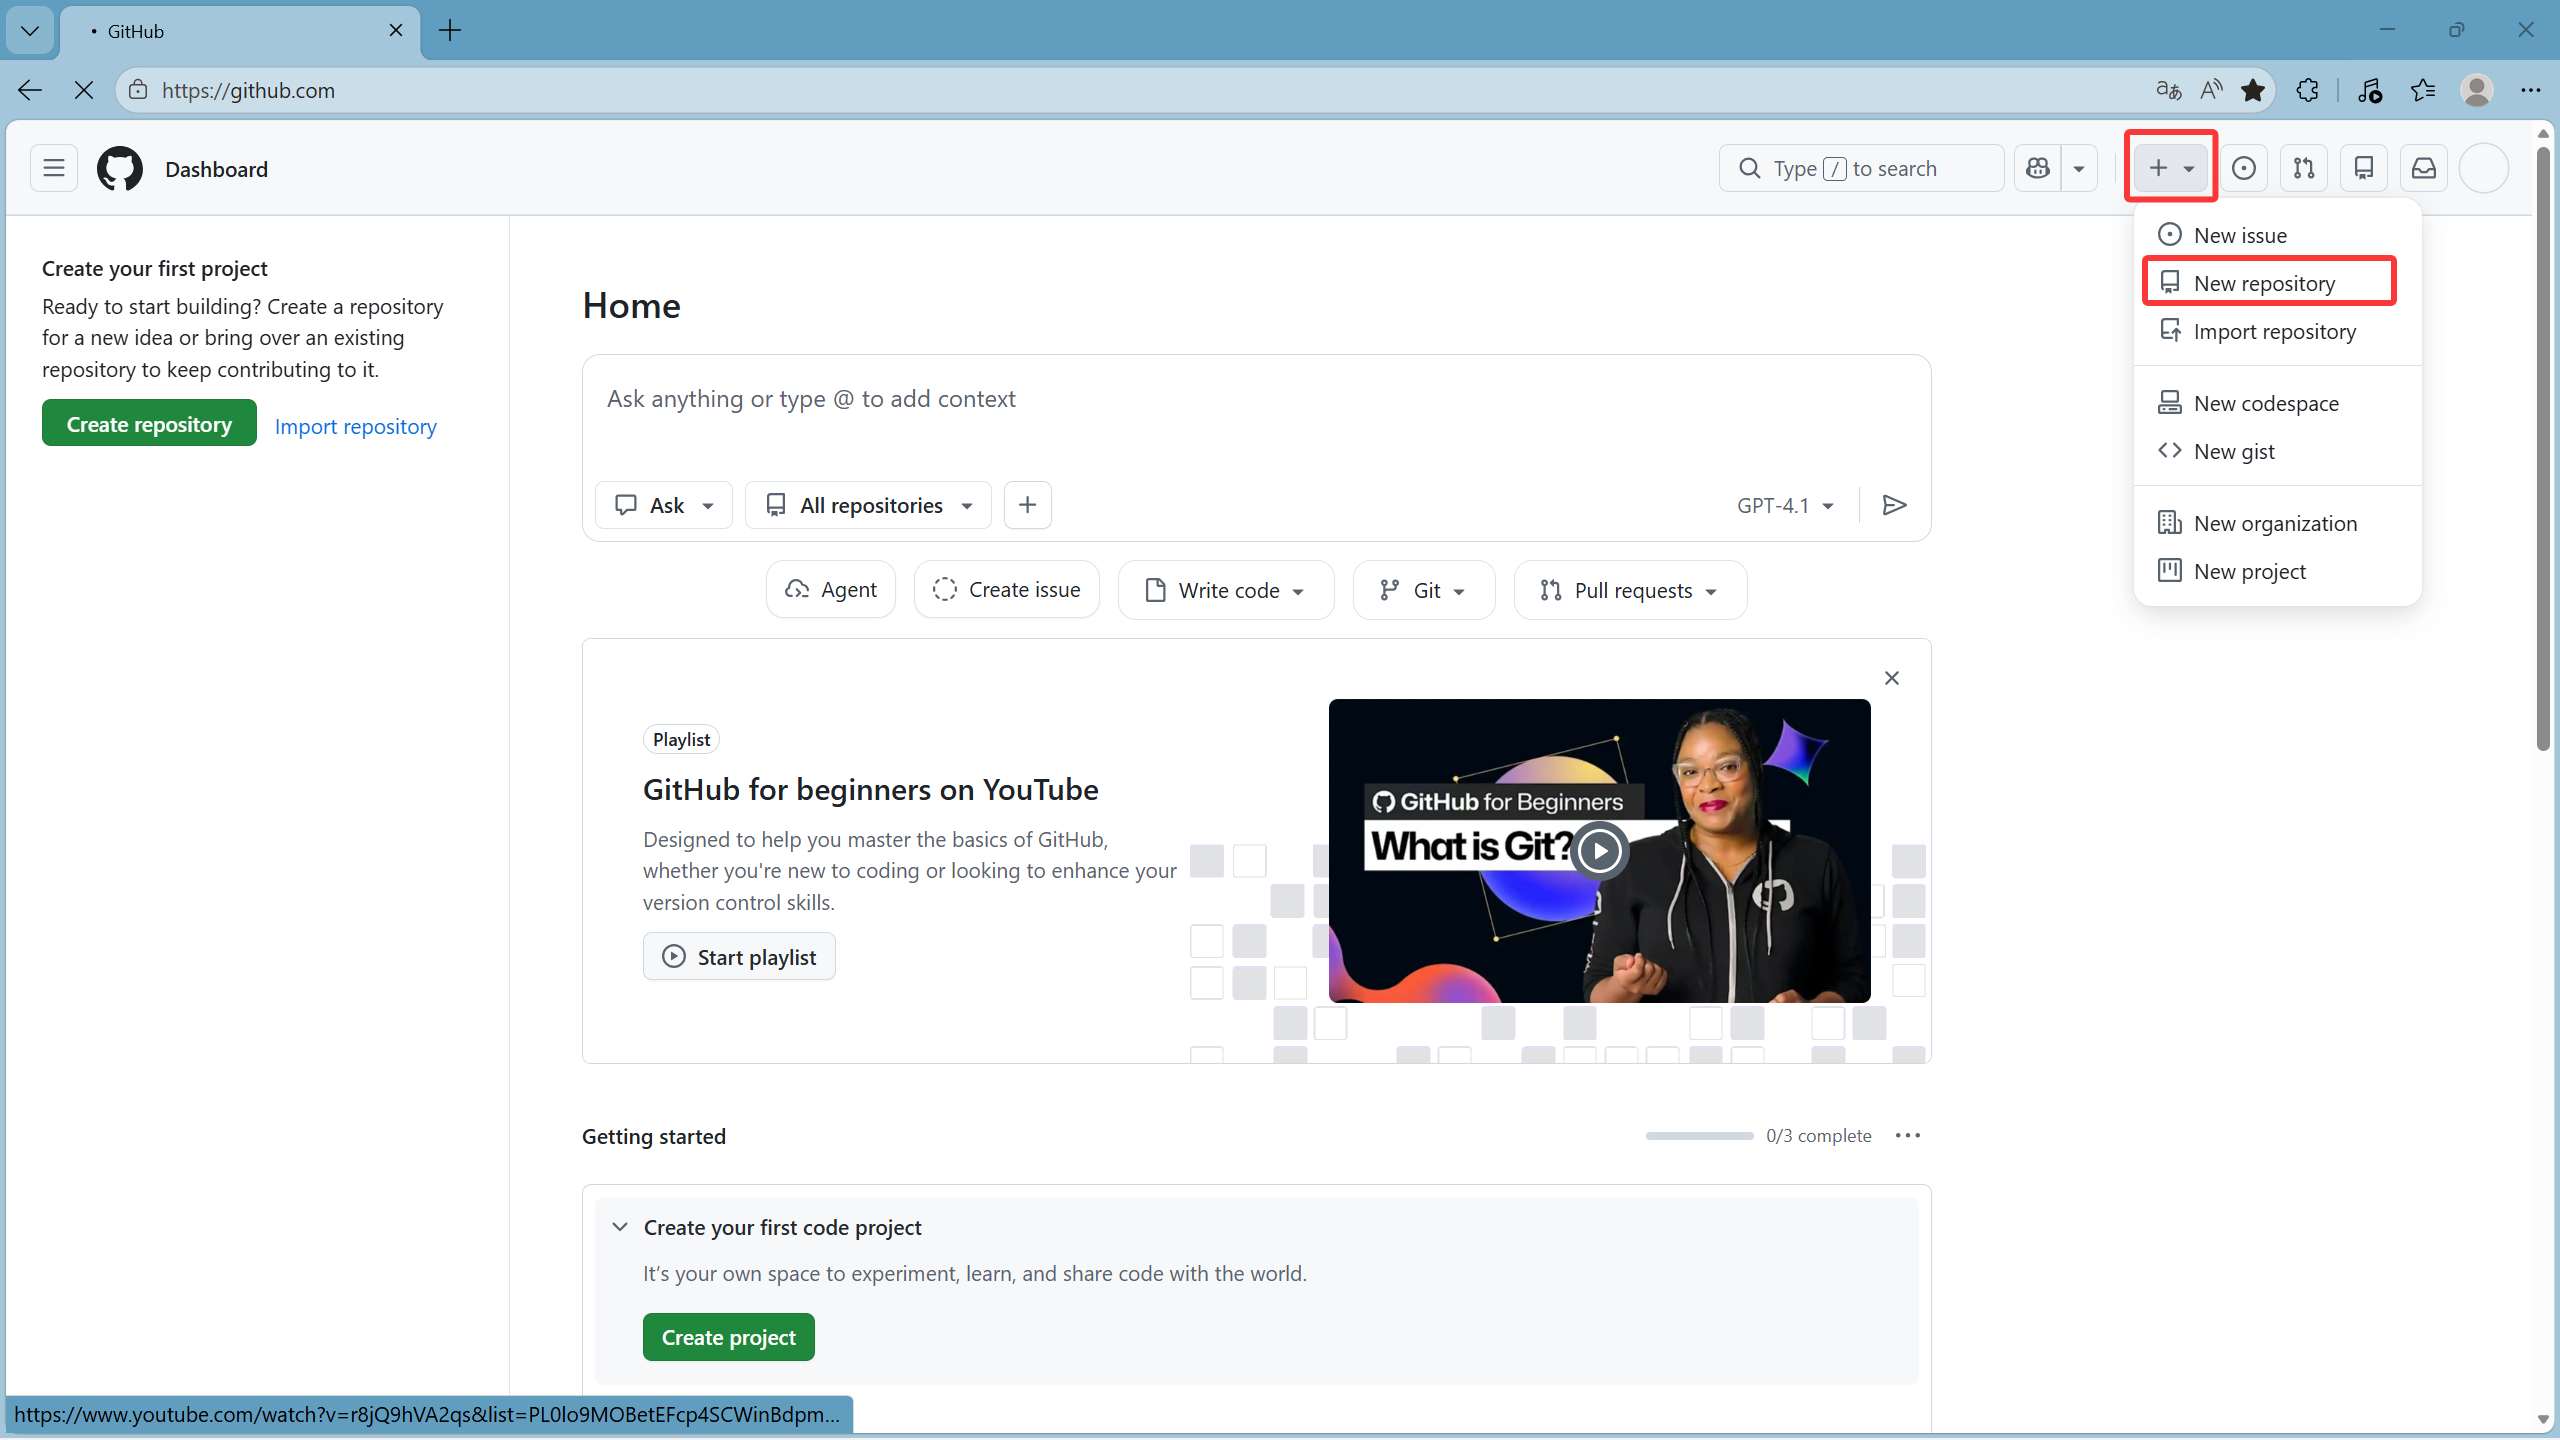 GitHub
https://github.com
Dashboard
Type / to search
New issue
New repository
Import repository
New codespace
New gist
New organization
New project
Create your first project
Ready to start building? Create a repository
for a new idea or bring over an existing
repository to keep contributing to it.
Create repository
Import repository
Home
Ask anything or type @ to add context
Ask
All repositories
GPT-4.1
Agent
Create issue
Write code
Git
Pull requests
Playlist
GitHub for beginners on YouTube
Designed to help you master the basics of GitHub,
whether you're new to coding or looking to enhance your
version control skills.
Start playlist
GitHub for Beginners
What is Git?
Getting started
0/3 complete
Create your first code project
It's your own space to experiment, learn, and share code with the world.
Create project
https://www.youtube.com/watch?v=r8jQ9hVA2qs&list=PL0lo9MOBetEFcp4SCWinBdpm...